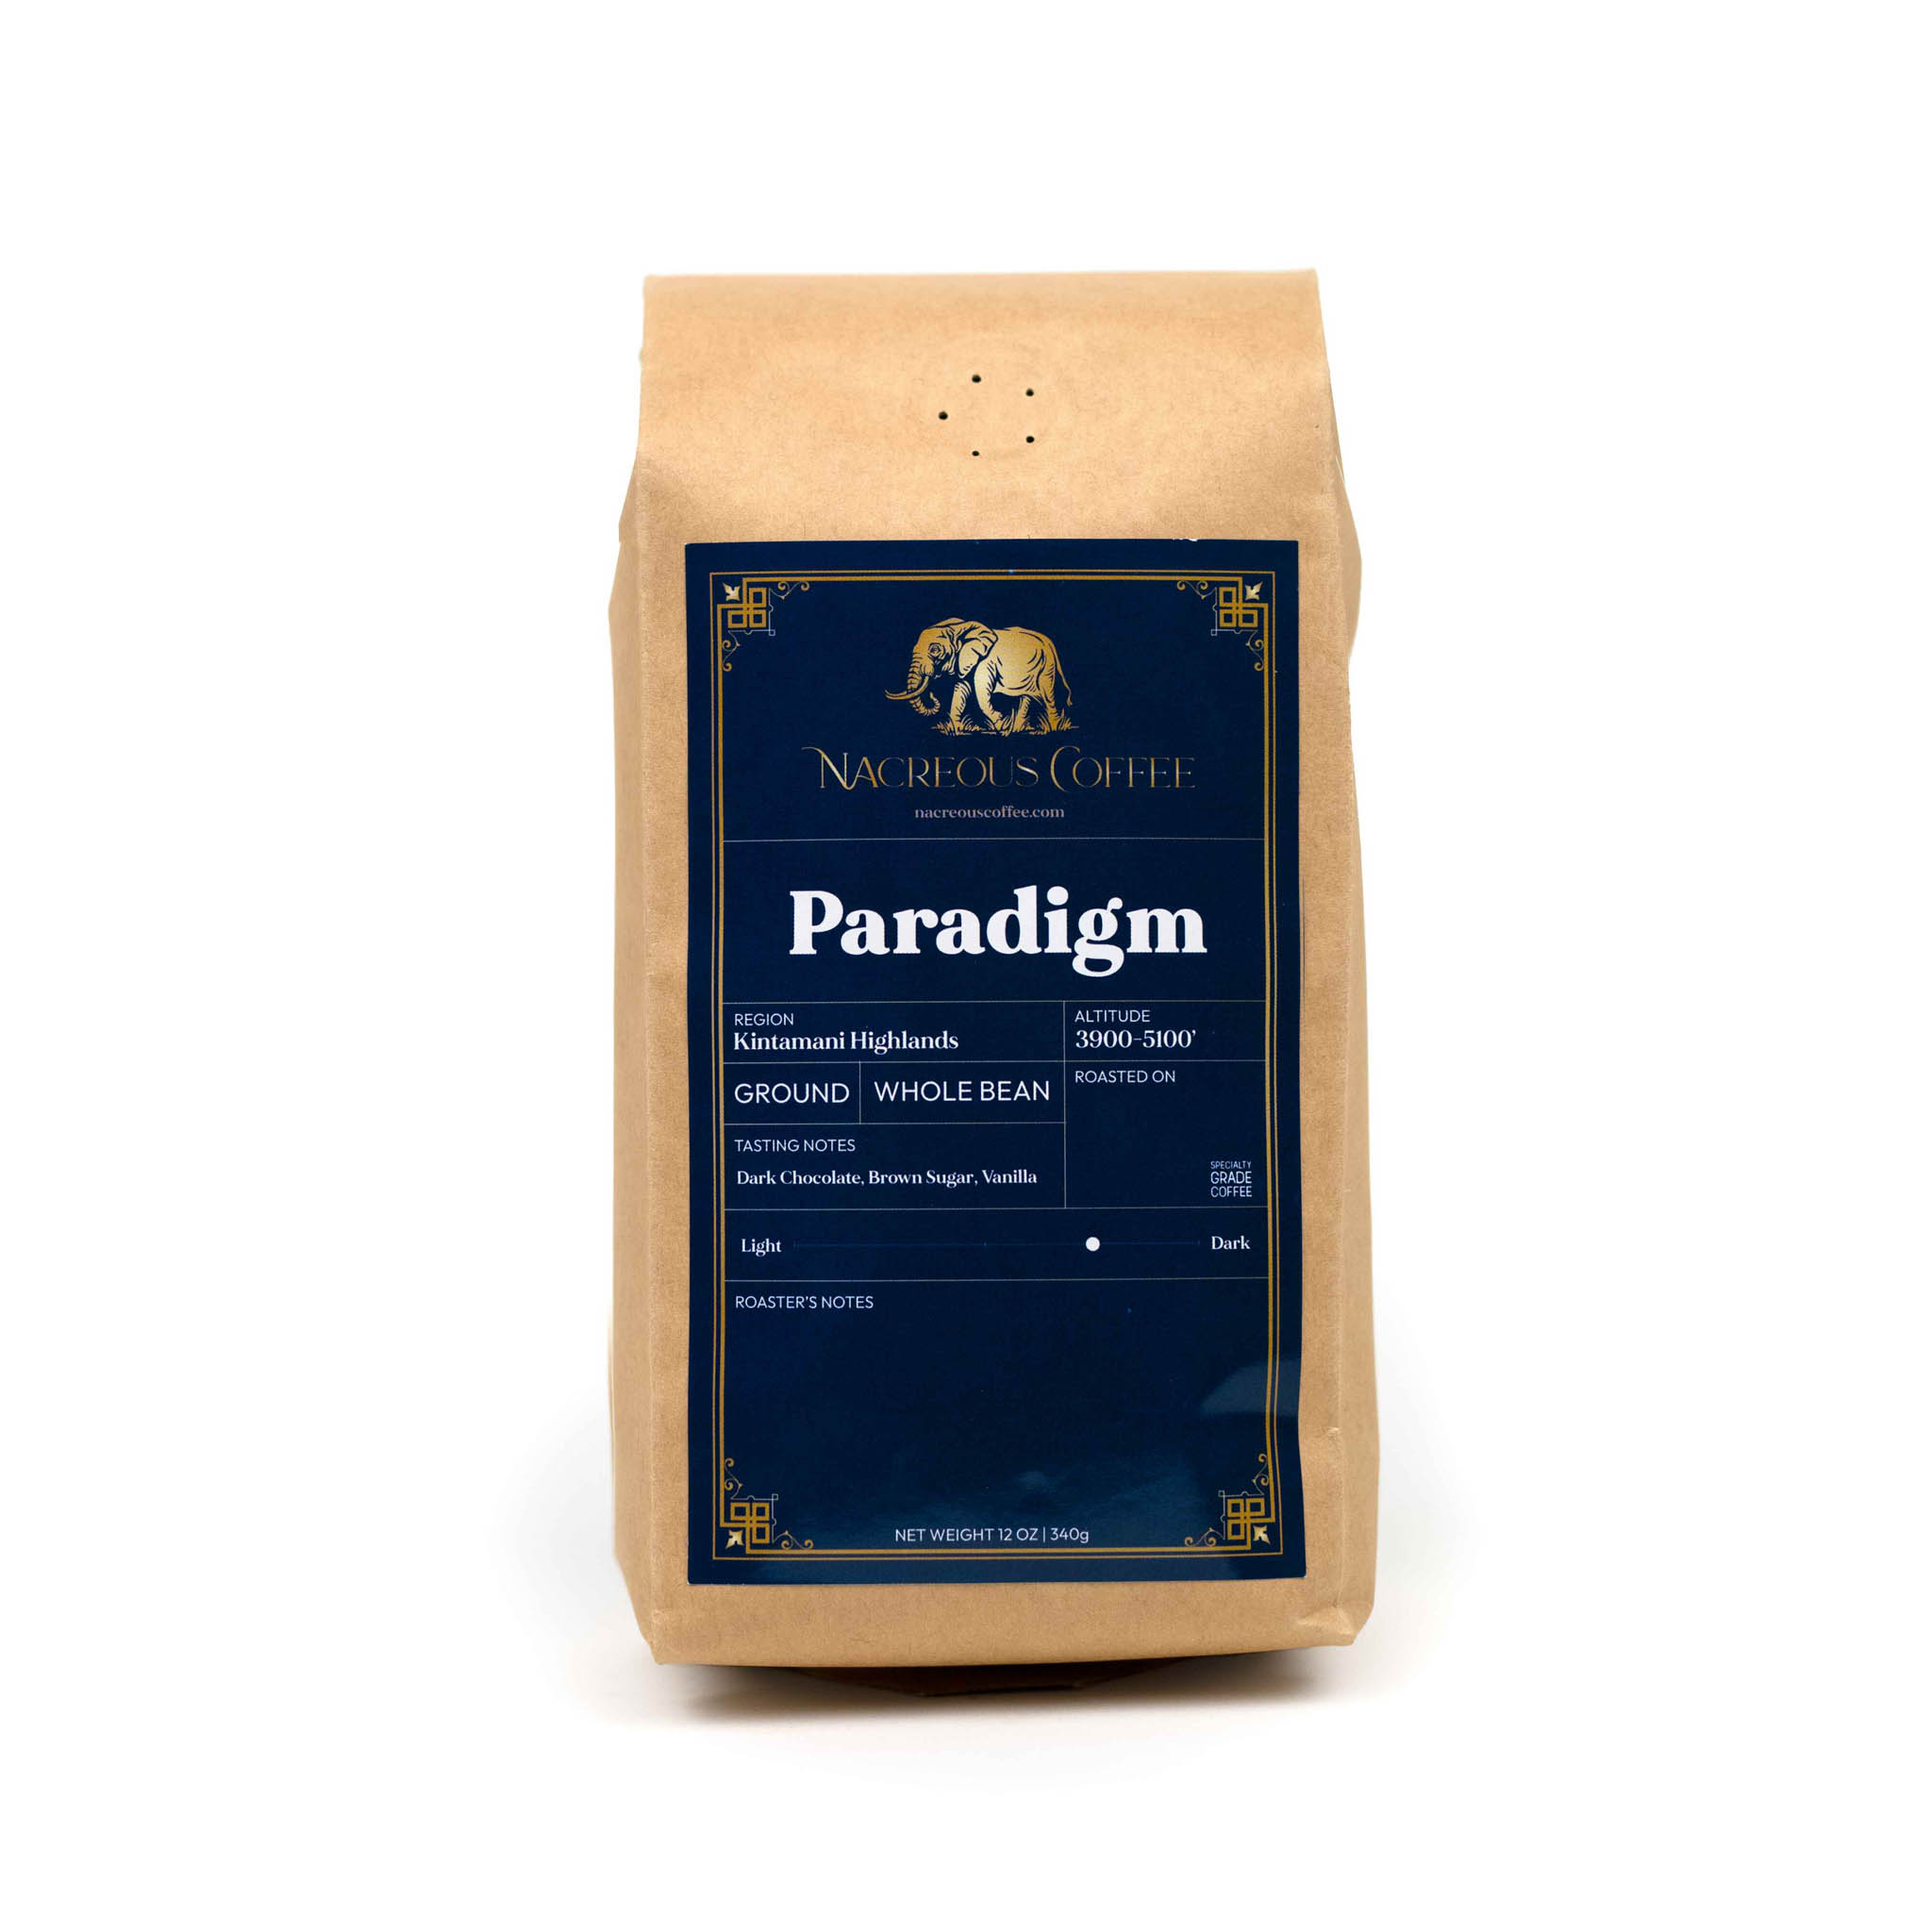 NACREOUS COFFEE
nacreouscoffee.com
Paradigm
REGION
Kintamani Highlands
ALTITUDE
3900-5100’
GROUND
WHOLE BEAN
ROASTED ON
TASTING NOTES
Dark Chocolate, Brown Sugar, Vanilla
SPECIALTY
GRADE
COFFEE
Light
Dark
ROASTER’S NOTES
NET WEIGHT 12 OZ | 340g